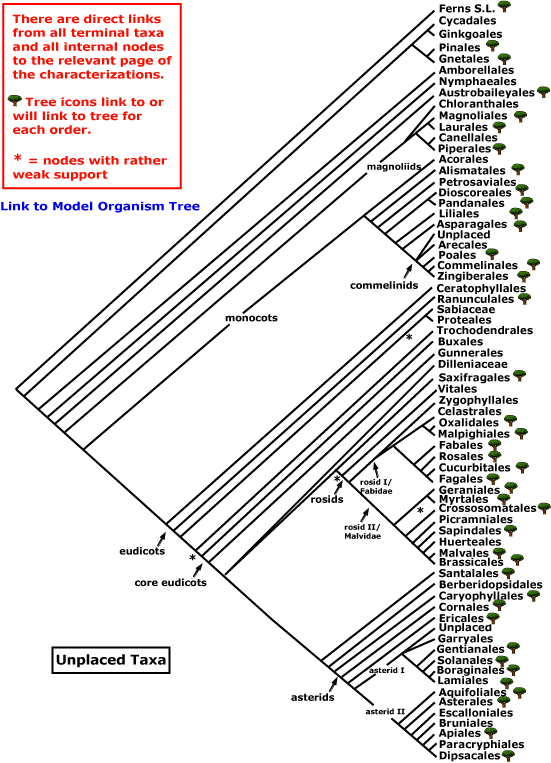 There are direct links
from all terminal taxa
and all internal nodes
to the relevant page of
the characterizations.
Tree icons link to or
will link to tree for
each order.
* = nodes with rather
weak support
Link to Model Organism Tree
Ferns S.L.
Cycadales
Ginkgoales
Pinales
Gnetales
Amborellales
Nymphaeales
Austrobaileyales
Chloranthales
Magnoliales
Laurales
Canellales
Piperales
magnoliids
Acorales
Alismatales
Petrosaviales
Dioscoreales
Pandanales
Liliales
Asparagales
Unplaced
Arecales
Poales
Commelinales
Zingiberales
commelinids
monocots
Ceratophyllales
Ranunculales
Sabiaceae
Proteales
Trochodendrales
*
Buxales
Gunnerales
Dilleniaceae
Saxifragales
Vitales
Zygophyllales
Celastrales
Oxalidales
Malpighiales
Fabales
Rosales
Cucurbitales
Fagales
*
rosids
rosid I/
Fabidae
Geraniales
Myrtales
Crossosomatales
*
Picramniales
Sapindales
Huerteales
Malvales
Brassicales
rosid II/
Malvidae
eudicots
*
core eudicots
Santalales
Berberidopsidales
Caryophyllales
Cornales
Ericales
Unplaced
Garryales
Gentianales
Solanales
Boraginales
Lamiales
asterid I
asterids
Aquifoliales
Asterales
Escalloniales
Bruniales
Apiales
Paracryphiales
Dipsacales
asterid II
Unplaced Taxa